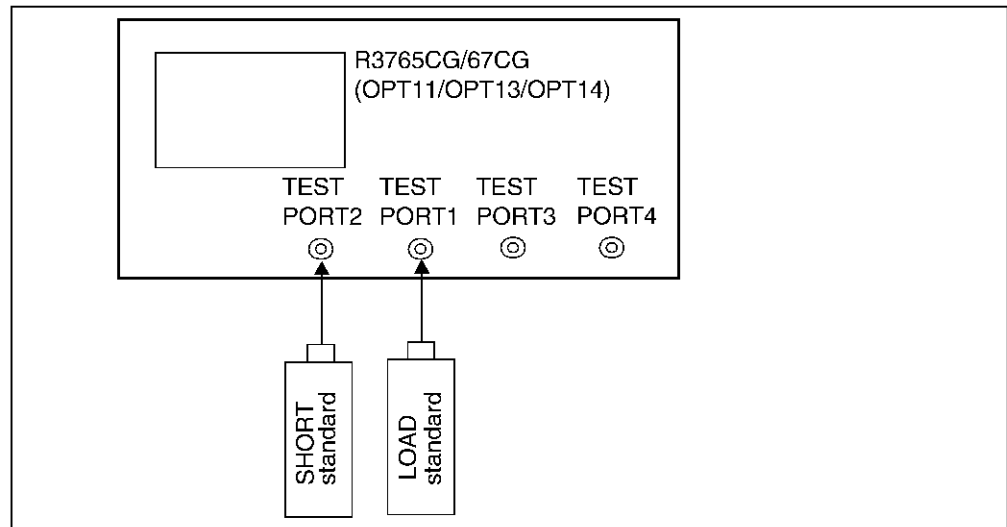 R3765CG/67CG
(OPT11/OPT13/OPT14)
TEST TEST TEST TEST
PORT2 PORT1 PORT3 PORT4
SHORT
standard
LOAD
standard